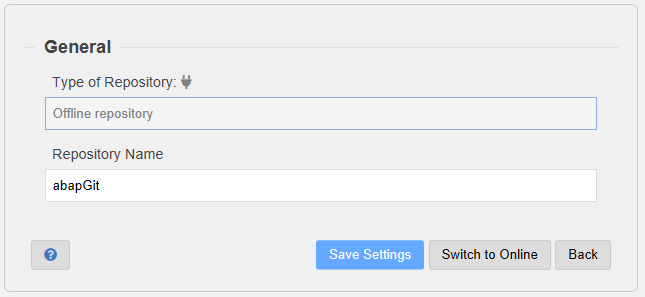 General
Type of Repository:
Offline repository
Repository Name
abapGit
? Save Settings Switch to Online Back